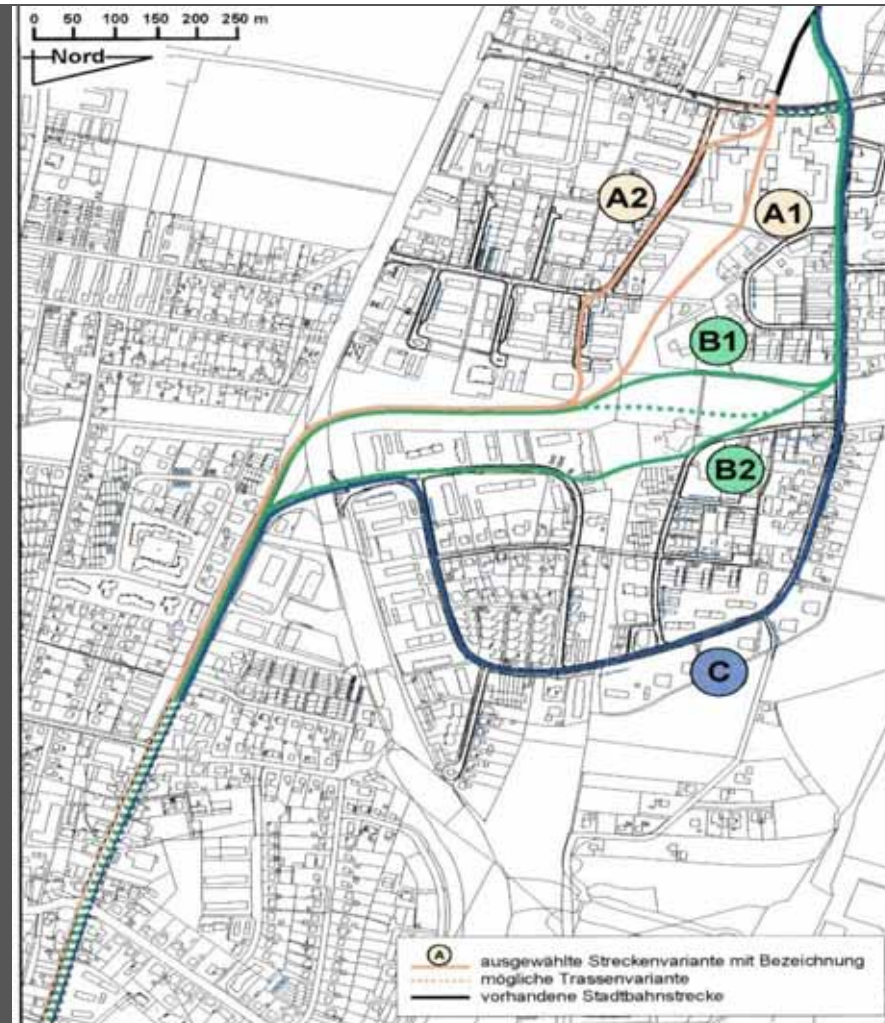 0 50 100 150 200 250 m
Nord
A2
A1
B1
B2
C
A
ausgewählte Streckenvariante mit Bezeichnung
mögliche Trassenvariante
vorhandene Stadtbahnstrecke